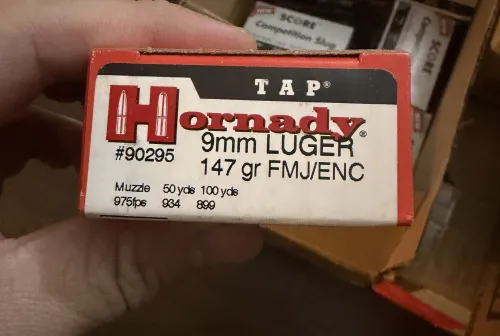 TAP®
Hornady®
9mm LUGER
#90295
147 gr FMJ/ENC
Muzzle 50 yds 100 yds
975fps 934 899
SCORE
Competition Slug
SCORE